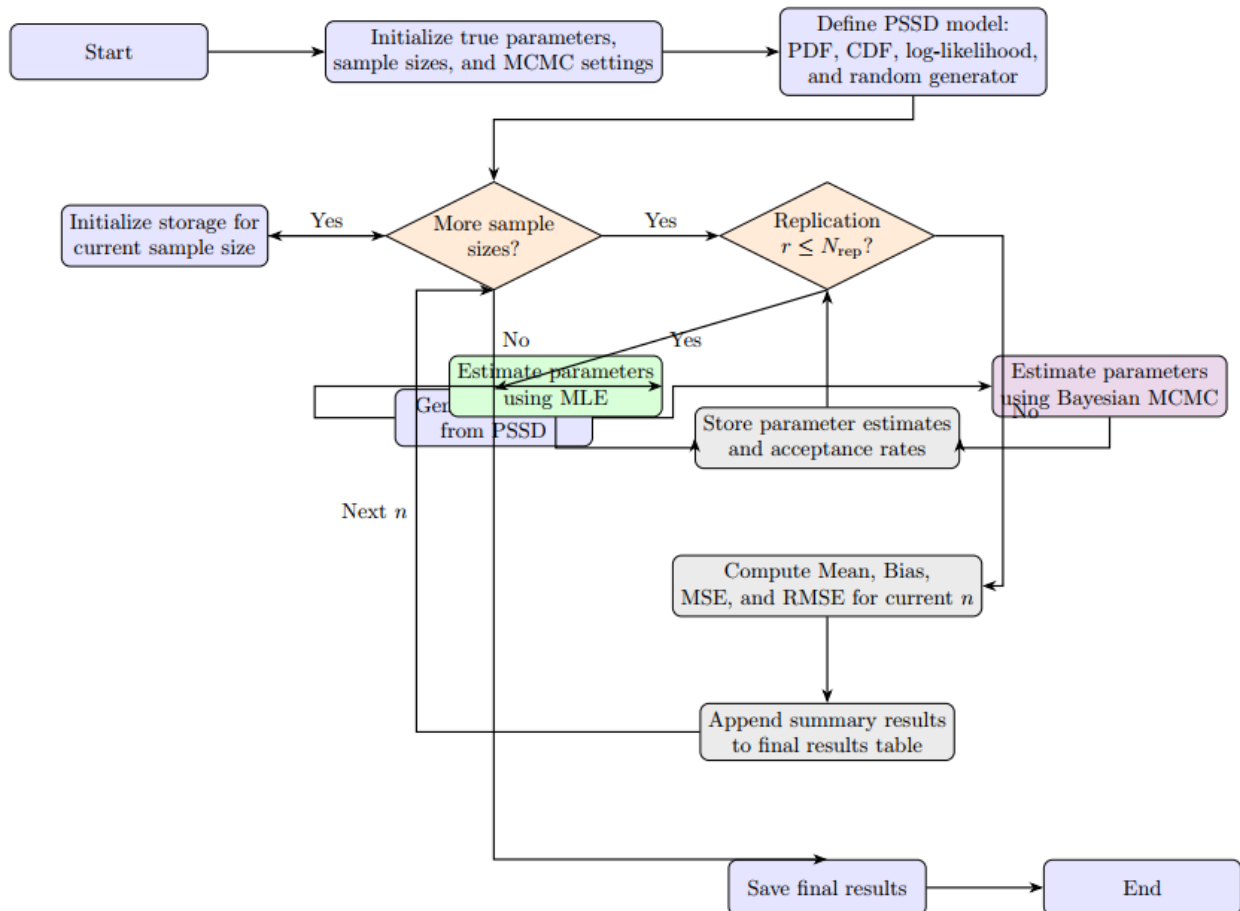 Start
Initialize true parameters,
sample sizes, and MCMC settings
Define PSSD model:
PDF, CDF, log-likelihood,
and random generator
Initialize storage for
current sample size
Yes
More sample
sizes?
Yes
Replication
r ≤ N_rep?
No
Yes
Estimate parameters
using MLE
from PSSD
Estimate parameters
using Bayesian MCMC
No
Store parameter estimates
and acceptance rates
Next n
Compute Mean, Bias,
MSE, and RMSE for current n
Append summary results
to final results table
Save final results
End